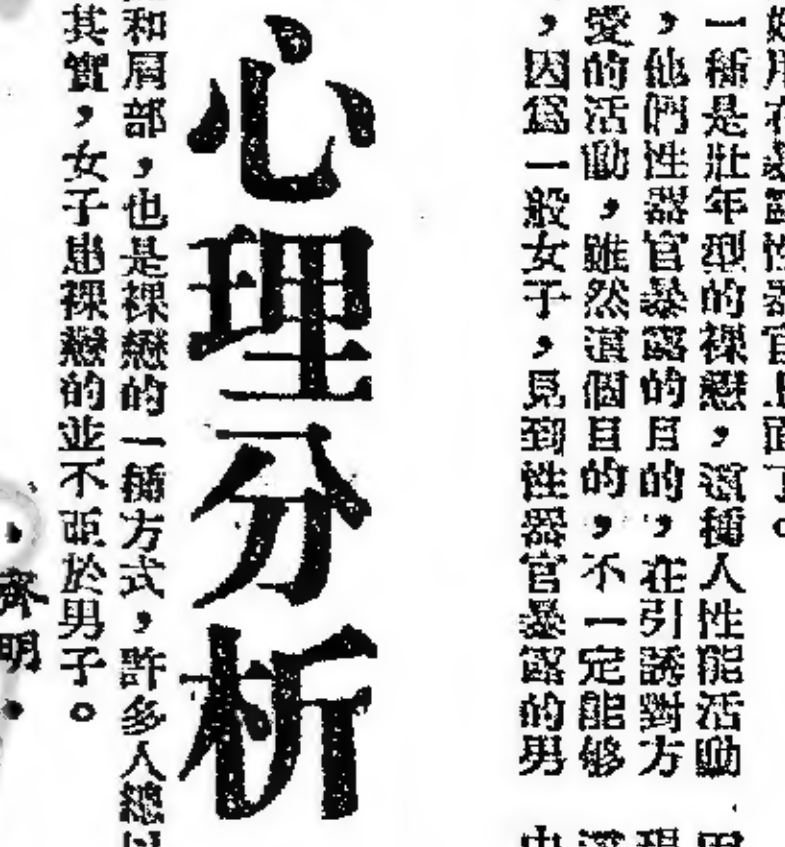 在暴露性器官上面了。
一種是壯年型的裸戀，這種人性能活動
，他們性器官暴露的目的，在引誘對方
愛的活動，雖然這個目的，不一定能够
，因爲一般女子，見到性器官暴露的男
心理分析
和屑部，也是裸戀的一種方式，許多人總以
其實，女子患裸戀的並不亞於男子。
•齊明•